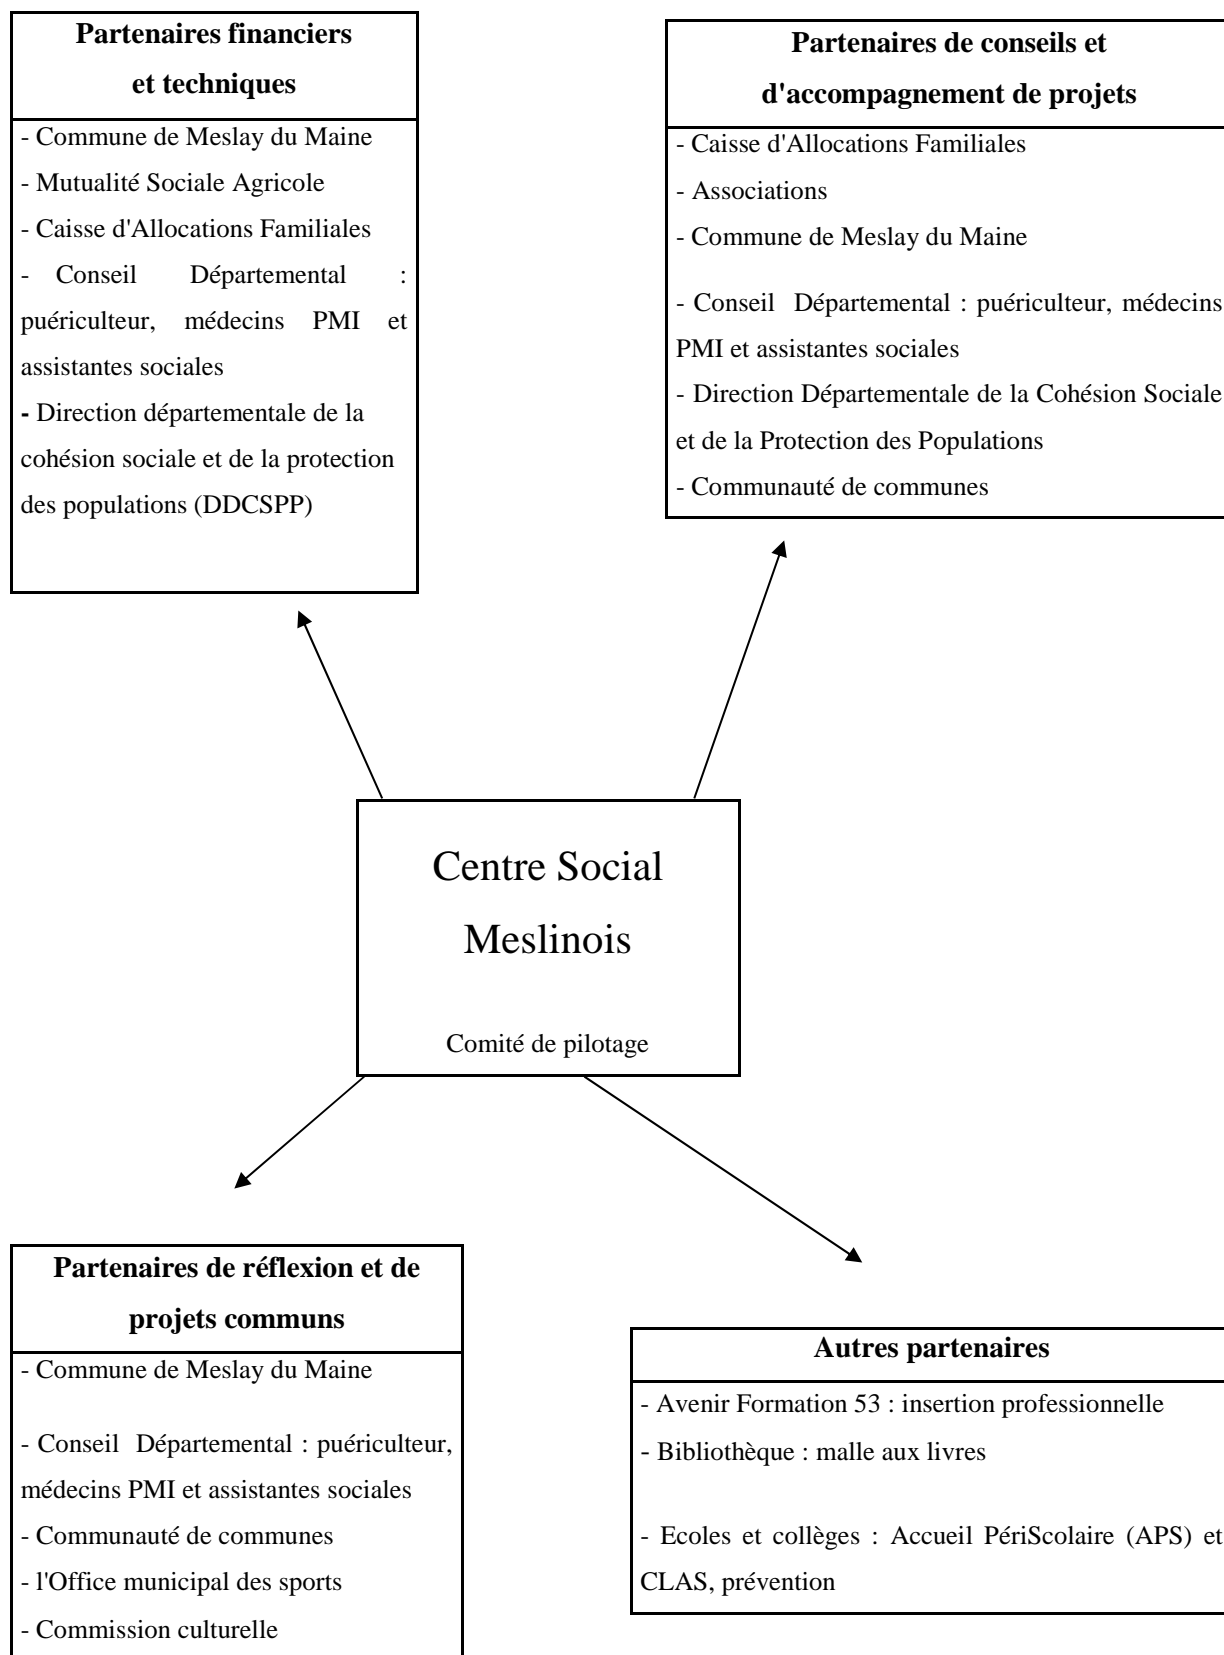 Partenaires financiers
et techniques
- Commune de Meslay du Maine
- Mutualité Sociale Agricole
- Caisse d'Allocations Familiales
- Conseil Départemental :
puériculteur, médecins PMI et
assistantes sociales
- Direction départementale de la
cohésion sociale et de la protection
des populations (DDCSPP)
Partenaires de conseils et
d'accompagnement de projets
- Caisse d'Allocations Familiales
- Associations
- Commune de Meslay du Maine
- Conseil Départemental : puériculteur, médecins
PMI et assistantes sociales
- Direction Départementale de la Cohésion Sociale
et de la Protection des Populations
- Communauté de communes
Centre Social
Meslinois
Comité de pilotage
Partenaires de réflexion et de
projets communs
- Commune de Meslay du Maine
- Conseil Départemental : puériculteur,
médecins PMI et assistantes sociales
- Communauté de communes
- l'Office municipal des sports
- Commission culturelle
Autres partenaires
- Avenir Formation 53 : insertion professionnelle
- Bibliothèque : malle aux livres
- Ecoles et collèges : Accueil PériScolaire (APS) et
CLAS, prévention